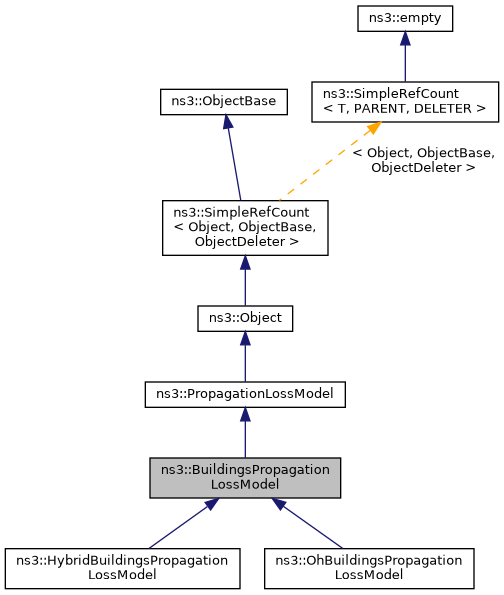 ns3::empty
ns3::SimpleRefCount
< T, PARENT, DELETER >
ns3::ObjectBase
< Object, ObjectBase,
ObjectDeleter >
ns3::SimpleRefCount
< Object, ObjectBase,
ObjectDeleter >
ns3::Object
ns3::PropagationLossModel
ns3::BuildingsPropagation
LossModel
ns3::HybridBuildingsPropagation
LossModel
ns3::OhBuildingsPropagation
LossModel